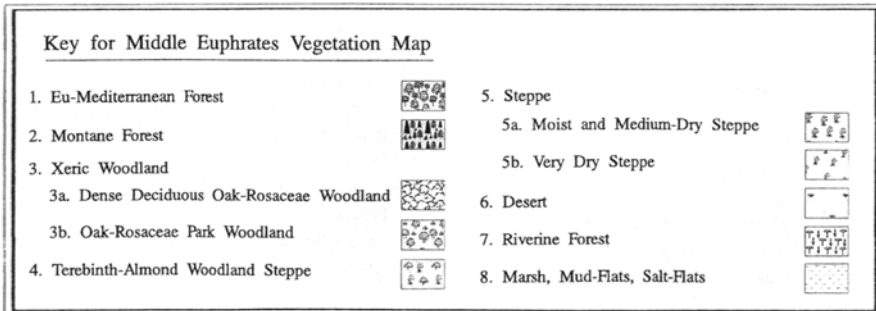 Key for Middle Euphrates Vegetation Map
1. Eu-Mediterranean Forest
2. Montane Forest
3. Xeric Woodland
3a. Dense Deciduous Oak-Rosaceae Woodland
3b. Oak-Rosaceae Park Woodland
4. Terebinth-Almond Woodland Steppe
5. Steppe
5a. Moist and Medium-Dry Steppe
5b. Very Dry Steppe
6. Desert
7. Riverine Forest
8. Marsh, Mud-Flats, Salt-Flats